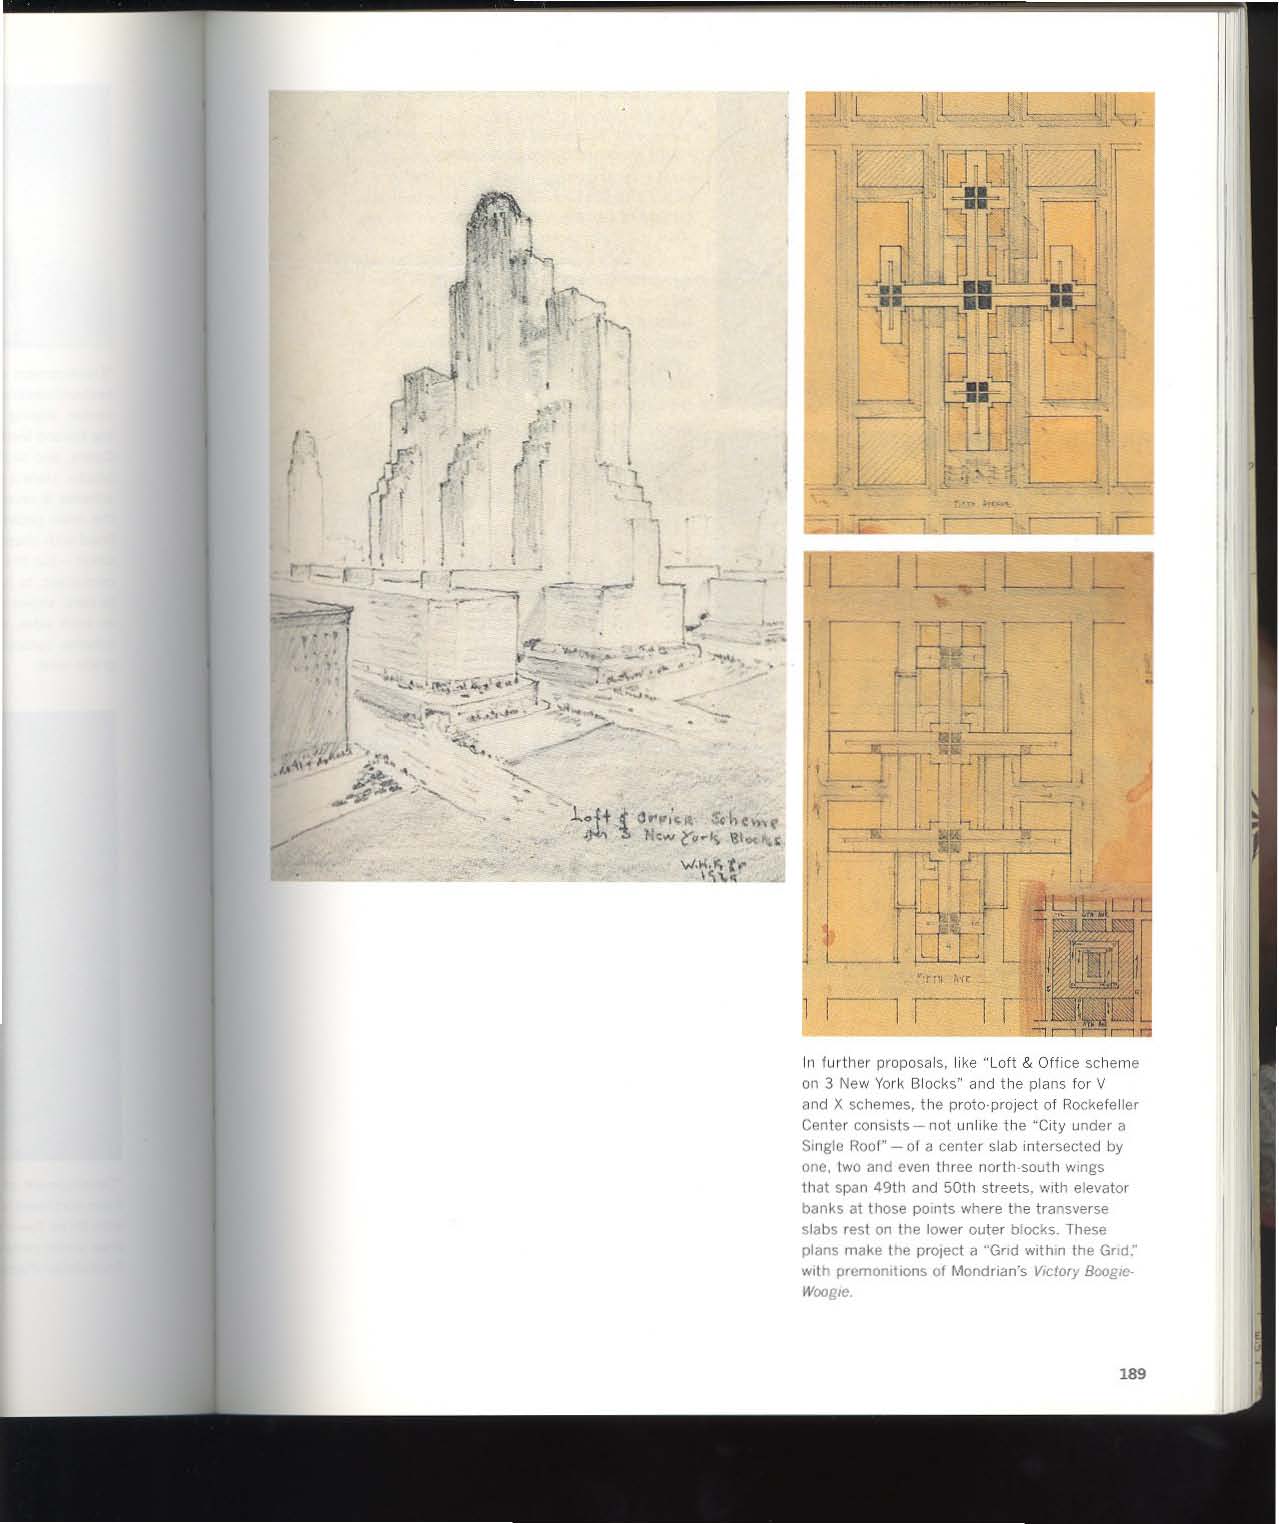 Loft & Office Scheme
on 3 New York Blocks
FIFTH AVENUE
FIFTH AVE
6TH AVE
5TH AVE
In further proposals, like “Loft & Office scheme
on 3 New York Blocks” and the plans for V
and X schemes, the proto-project of Rockefeller
Center consists — not unlike the “City under a
Single Roof” — of a center slab intersected by
one, two and even three north-south wings
that span 49th and 50th streets, with elevator
banks at those points where the transverse
slabs rest on the lower outer blocks. These
plans make the project a “Grid within the Grid,”
with premonitions of Mondrian's Victory Boogie-
Woogie.
189